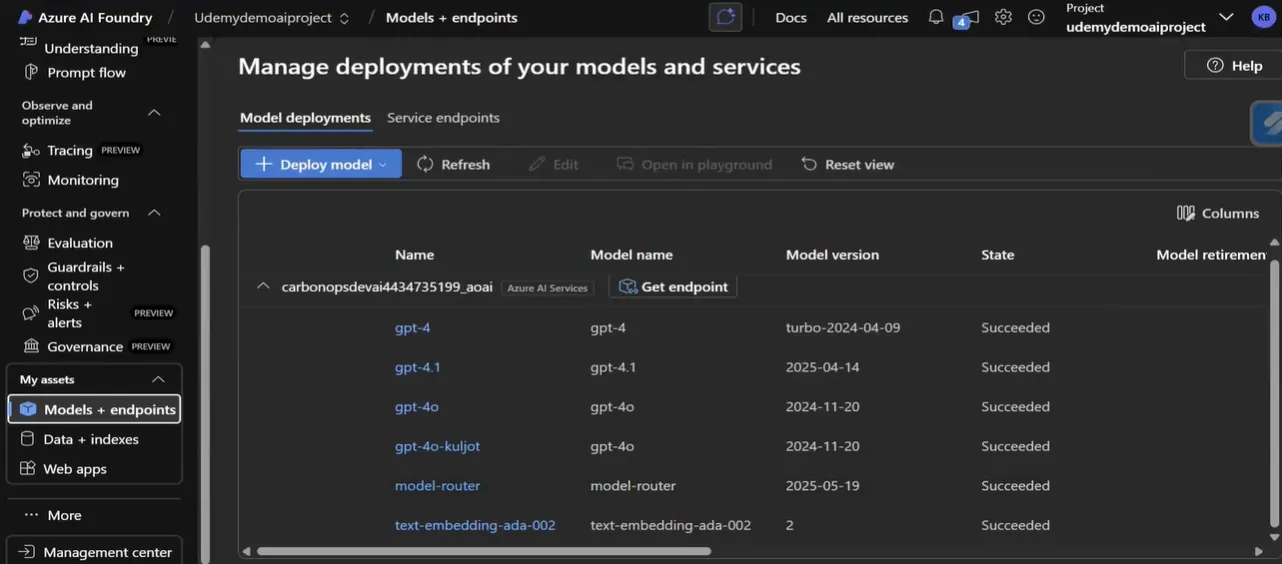 Azure AI Foundry / Udemydemoaiproject / Models + endpoints Docs All resources 4 Project udemydemoaiproject KB
Understanding
Prompt flow
Observe and optimize
Tracing PREVIEW
Monitoring
Protect and govern
Evaluation
Guardrails + controls
Risks + alerts PREVIEW
Governance PREVIEW
My assets
Models + endpoints
Data + indexes
Web apps
... More
Management center
Manage deployments of your models and services
Help
Model deployments Service endpoints
+ Deploy model Refresh Edit Open in playground Reset view
Columns
Name Model name Model version State Model retiremen
carbonopsdevai4434735199_aoai Azure AI Services Get endpoint
gpt-4 gpt-4 turbo-2024-04-09 Succeeded
gpt-4.1 gpt-4.1 2025-04-14 Succeeded
gpt-4o gpt-4o 2024-11-20 Succeeded
gpt-4o-kuljot gpt-4o 2024-11-20 Succeeded
model-router model-router 2025-05-19 Succeeded
text-embedding-ada-002 text-embedding-ada-002 2 Succeeded